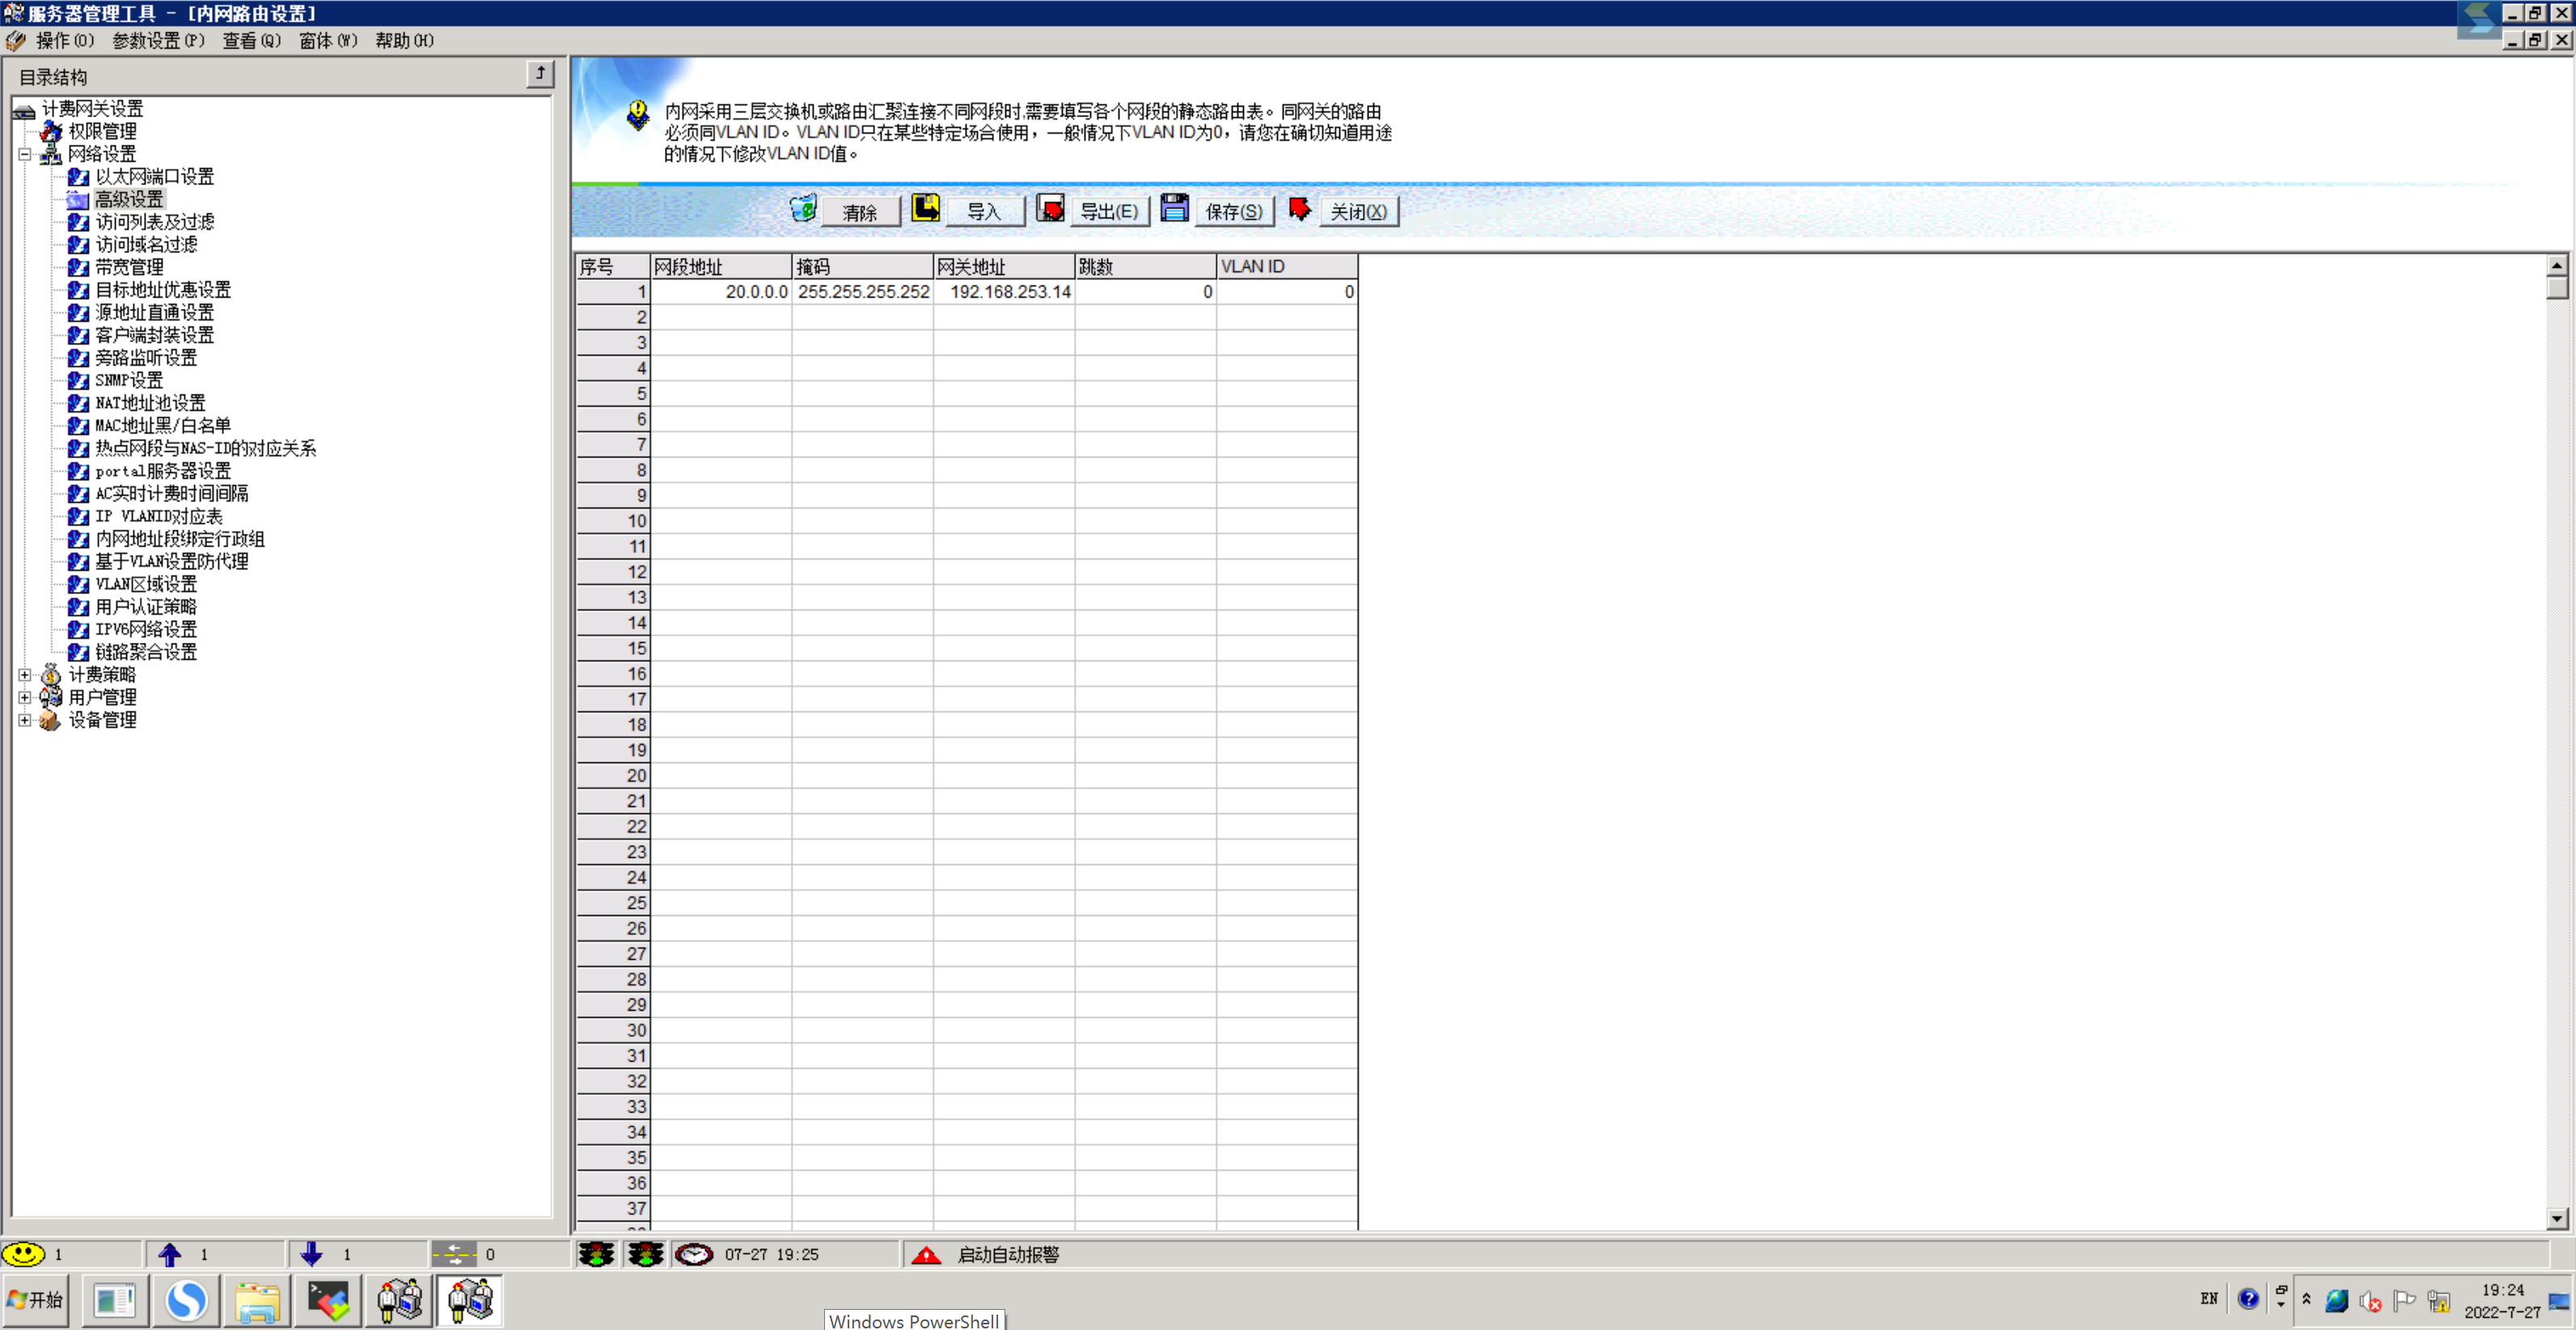 服务器管理工具 - [内网路由设置]
操作(O) 参数设置(P) 查看(Q) 窗体(W) 帮助(H)
目录结构
计费网关设置
权限管理
网络设置
以太网端口设置
高级设置
访问列表及过滤
访问域名过滤
带宽管理
目标地址优惠设置
源地址直通设置
客户端封装设置
旁路监听设置
SNMP设置
NAT地址池设置
MAC地址黑/白名单
热点网段与NAS-ID的对应关系
portal服务器设置
AC实时计费时间间隔
IP VLANID对应表
内网地址段绑定行政组
基于VLAN设置防代理
VLAN区域设置
用户认证策略
IPV6网络设置
链路聚合设置
计费策略
用户管理
设备管理
内网采用三层交换机或路由汇聚连接不同网段时,需要填写各个网段的静态路由表。同网关的路由
必须同VLAN ID。VLAN ID只在某些特定场合使用，一般情况下VLAN ID为0，请您在确切知道用途
的情况下修改VLAN ID值。
清除 导入 导出(E) 保存(S) 关闭(X)
序号 网段地址 掩码 网关地址 跳数 VLAN ID
1 20.0.0.0 255.255.255.252 192.168.253.14 0 0
2
3
4
5
6
7
8
9
10
11
12
13
14
15
16
17
18
19
20
21
22
23
24
25
26
27
28
29
30
31
32
33
34
35
36
37
1 1 1 0 07-27 19:25 启动自动报警
开始
Windows PowerShell
EN
19:24
2022-7-27